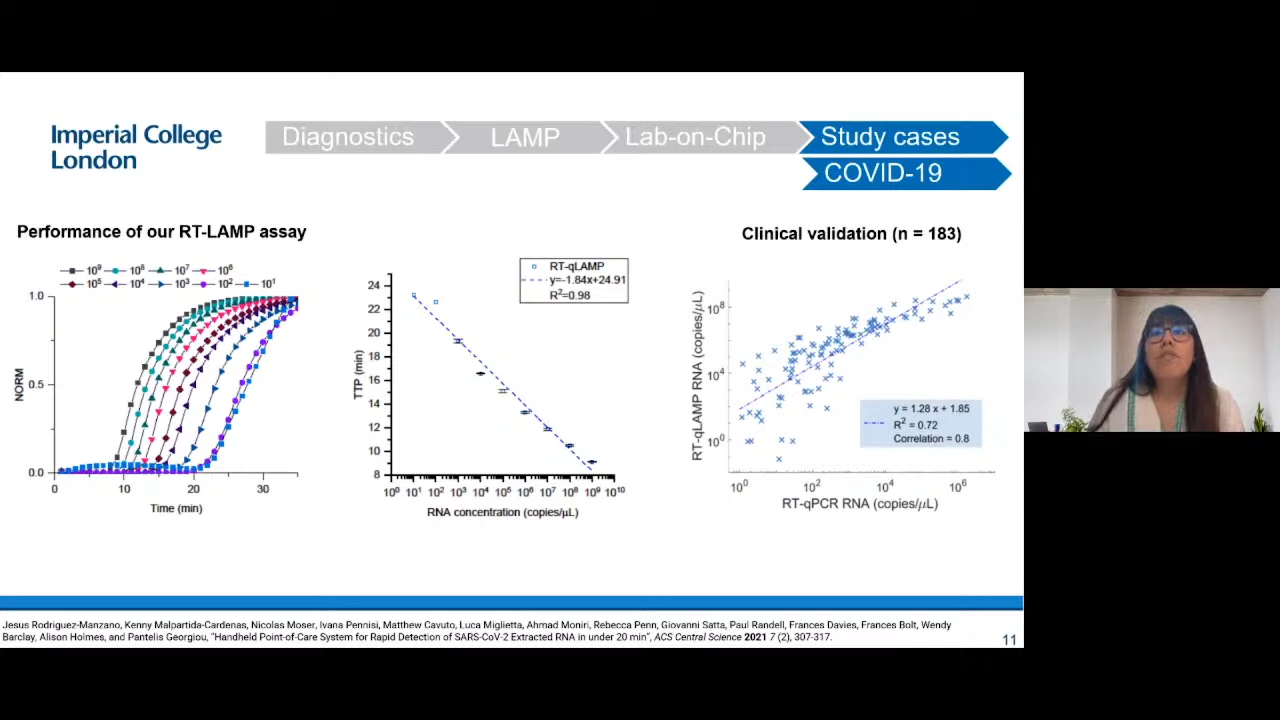 Imperial College
London
Diagnostics
LAMP
Lab-on-Chip
Study cases
COVID-19
Performance of our RT-LAMP assay
Clinical validation (n = 183)
10⁹ 10⁸ 10⁷ 10⁶
10⁵ 10⁴ 10³ 10² 10¹
1.0
0.5
0.0
NORM
0 10 20 30
Time (min)
RT-qLAMP
y=-1.84x+24.91
R²=0.98
24
22
20
18
16
14
12
10
8
TTP (min)
10⁰ 10¹ 10² 10³ 10⁴ 10⁵ 10⁶ 10⁷ 10⁸ 10⁹ 10¹⁰
RNA concentration (copies/μL)
RT-qLAMP RNA (copies/μL)
10⁸
10⁴
10⁰
y = 1.28 x + 1.85
R² = 0.72
Correlation = 0.8
10⁰ 10² 10⁴ 10⁶
RT-qPCR RNA (copies/μL)
Jesus Rodriguez-Manzano, Kenny Malpartida-Cardenas, Nicolas Moser, Ivana Pennisi, Matthew Cavuto, Luca Miglietta, Ahmad Moniri, Rebecca Penn, Giovanni Satta, Paul Randell, Frances Davies, Frances Bolt, Wendy
Barclay, Alison Holmes, and Pantelis Georgiou, "Handheld Point-of-Care System for Rapid Detection of SARS-CoV-2 Extracted RNA in under 20 min", ACS Central Science 2021 7 (2), 307-317.
11